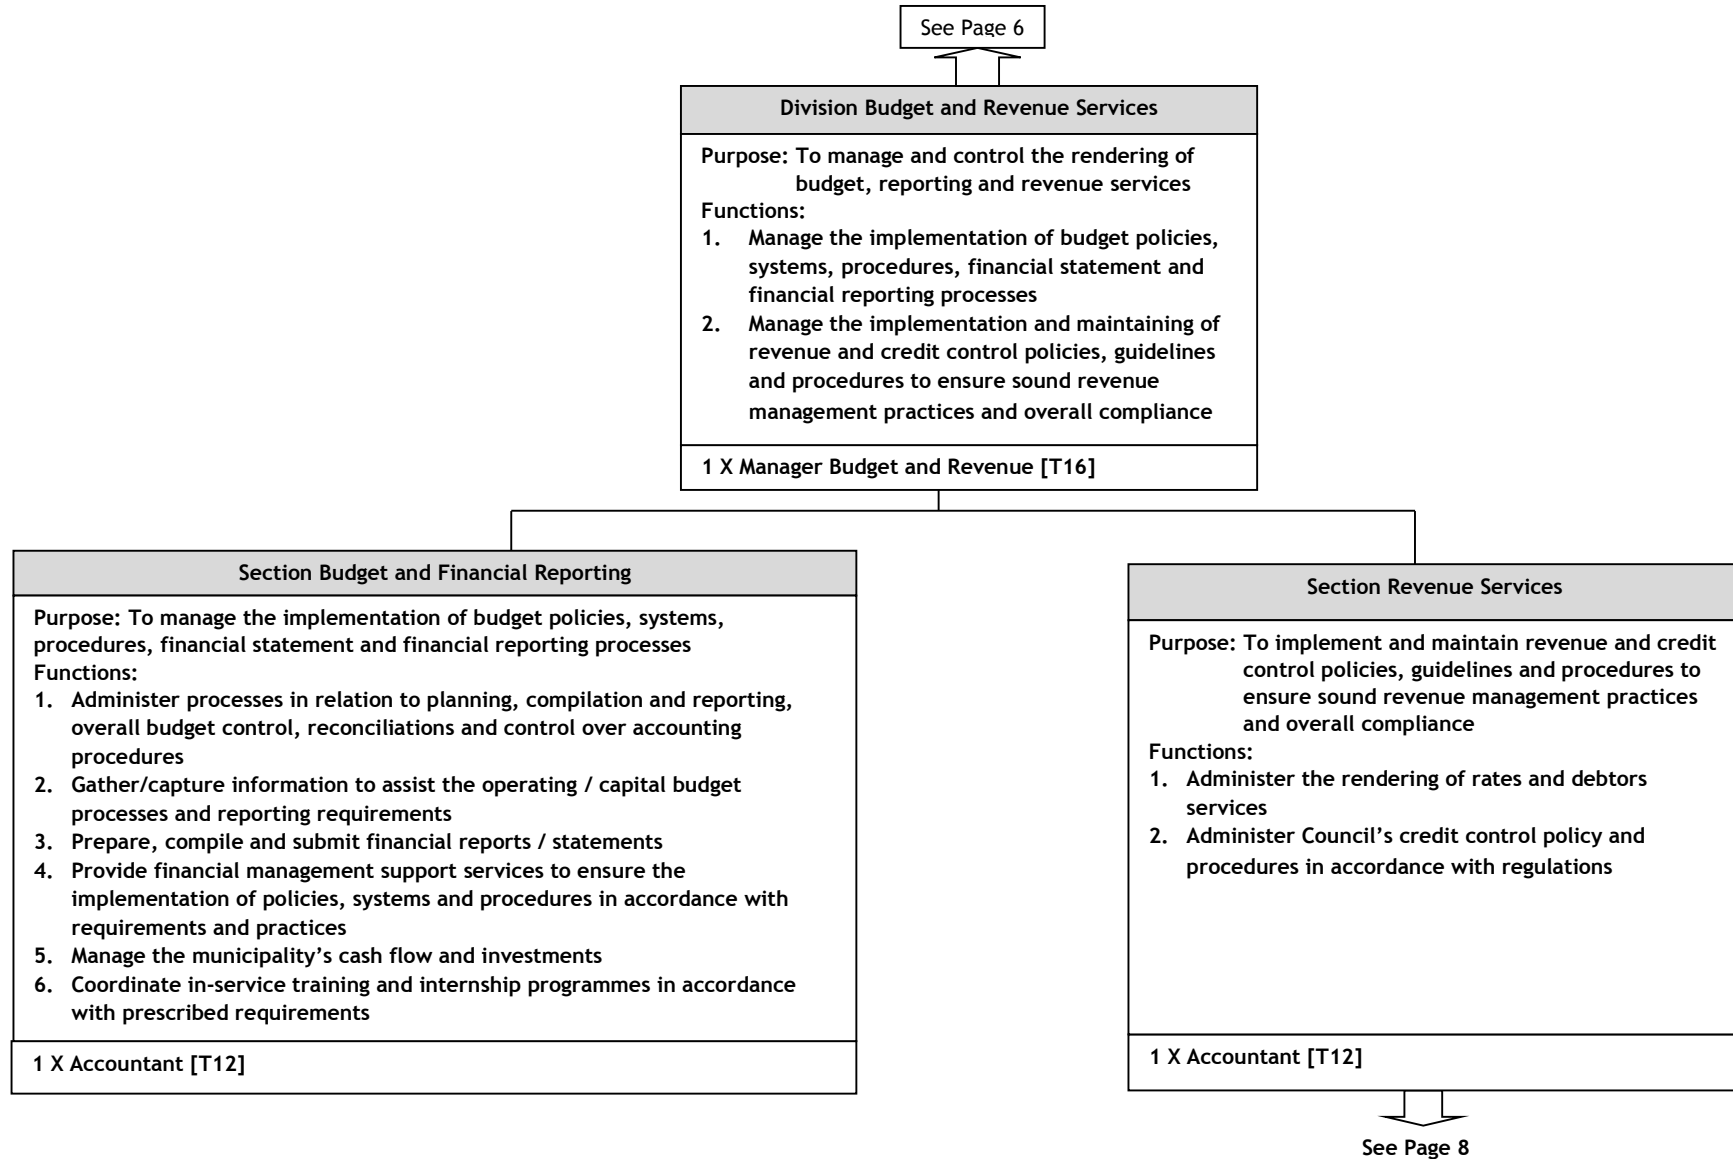 See Page 6
Division Budget and Revenue Services
Purpose: To manage and control the rendering of
budget, reporting and revenue services
Functions:
1. Manage the implementation of budget policies,
systems, procedures, financial statement and
financial reporting processes
2. Manage the implementation and maintaining of
revenue and credit control policies, guidelines
and procedures to ensure sound revenue
management practices and overall compliance
1 X Manager Budget and Revenue [T16]
Section Budget and Financial Reporting
Purpose: To manage the implementation of budget policies, systems,
procedures, financial statement and financial reporting processes
Functions:
1. Administer processes in relation to planning, compilation and reporting,
overall budget control, reconciliations and control over accounting
procedures
2. Gather/capture information to assist the operating / capital budget
processes and reporting requirements
3. Prepare, compile and submit financial reports / statements
4. Provide financial management support services to ensure the
implementation of policies, systems and procedures in accordance with
requirements and practices
5. Manage the municipality’s cash flow and investments
6. Coordinate in-service training and internship programmes in accordance
with prescribed requirements
1 X Accountant [T12]
Section Revenue Services
Purpose: To implement and maintain revenue and credit
control policies, guidelines and procedures to
ensure sound revenue management practices
and overall compliance
Functions:
1. Administer the rendering of rates and debtors
services
2. Administer Council’s credit control policy and
procedures in accordance with regulations
1 X Accountant [T12]
See Page 8